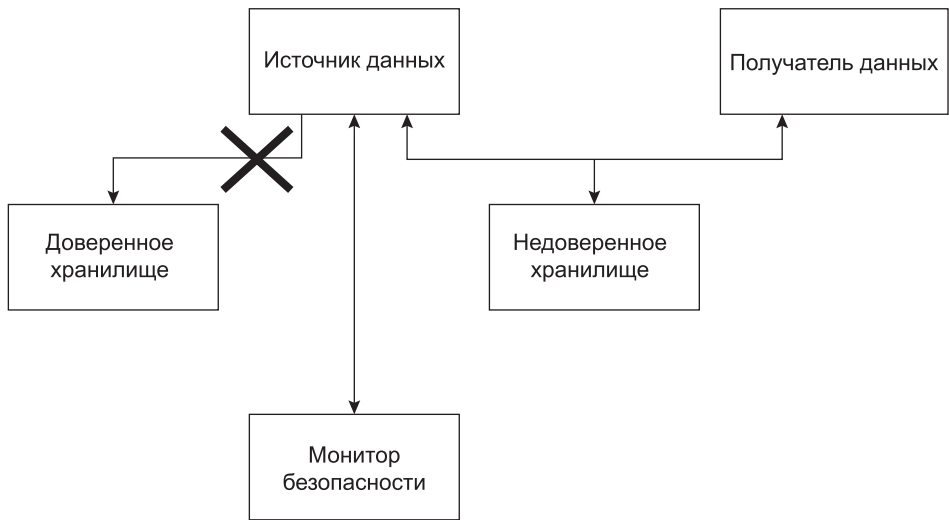 Источник данных
Получатель данных
Доверенное
хранилище
Недоверенное
хранилище
Монитор
безопасности